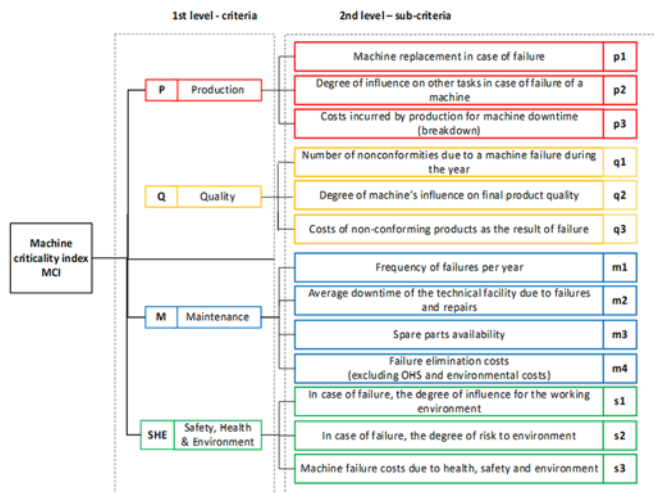 1st level - criteria
2nd level – sub-criteria
Machine
criticality index
MCI
P
Production
Machine replacement in case of failure
p1
Degree of influence on other tasks in case of failure of a
machine
p2
Costs incurred by production for machine downtime
(breakdown)
p3
Q
Quality
Number of nonconformities due to a machine failure during
the year
q1
Degree of machine's influence on final product quality
q2
Costs of non-conforming products as the result of failure
q3
M
Maintenance
Frequency of failures per year
m1
Average downtime of the technical facility due to failures
and repairs
m2
Spare parts availability
m3
Failure elimination costs
(excluding OHS and environmental costs)
m4
SHE
Safety, Health
& Environment
In case of failure, the degree of influence for the working
environment
s1
In case of failure, the degree of risk to environment
s2
Machine failure costs due to health, safety and environment
s3